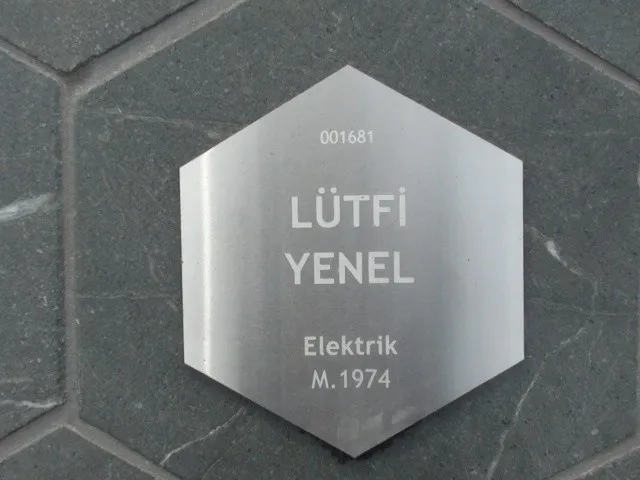 001681
LÜTFİ
YENEL
Elektrik
M.1974